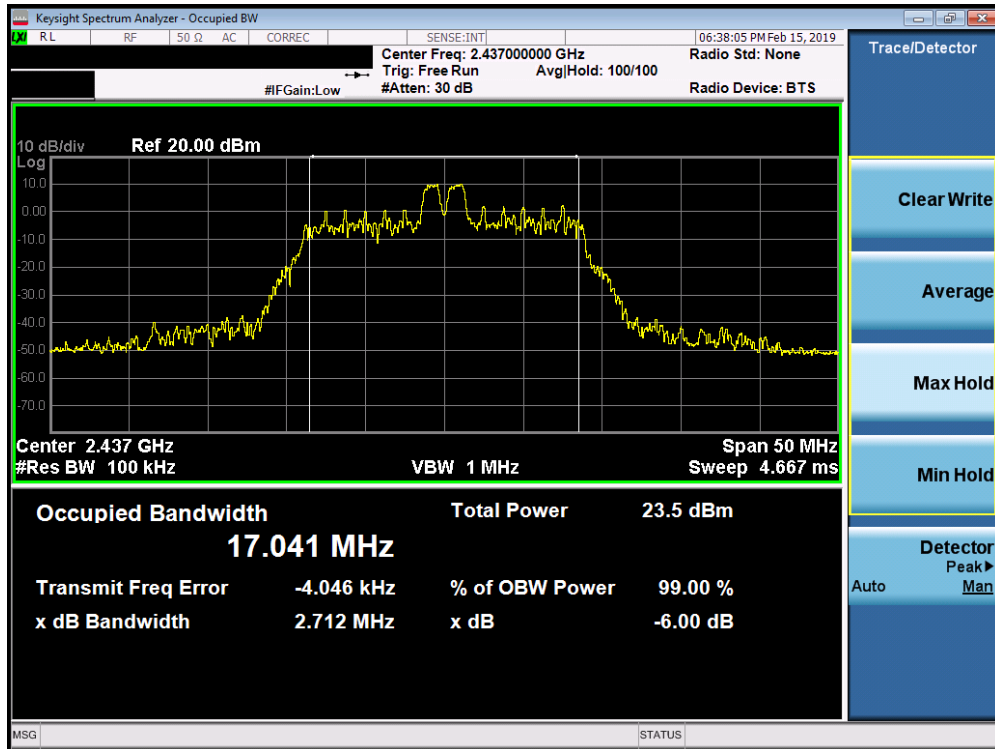 Keysight Spectrum Analyzer - Occupied BW
LXI RL RF 50 Ω AC CORREC SENSE:INT 06:38:05 PM Feb 15, 2019
Center Freq: 2.437000000 GHz Radio Std: None
Trig: Free Run Avg|Hold: 100/100
#IFGain:Low #Atten: 30 dB Radio Device: BTS
10 dB/div Ref 20.00 dBm
Log
10.0
0.00
-10.0
-20.0
-30.0
-40.0
-50.0
-60.0
-70.0
Center 2.437 GHz Span 50 MHz
#Res BW 100 kHz VBW 1 MHz Sweep 4.667 ms
Occupied Bandwidth Total Power 23.5 dBm
17.041 MHz
Transmit Freq Error -4.046 kHz % of OBW Power 99.00 %
x dB Bandwidth 2.712 MHz x dB -6.00 dB
MSG STATUS
Trace/Detector
Clear Write
Average
Max Hold
Min Hold
Detector
Peak▶
Auto Man